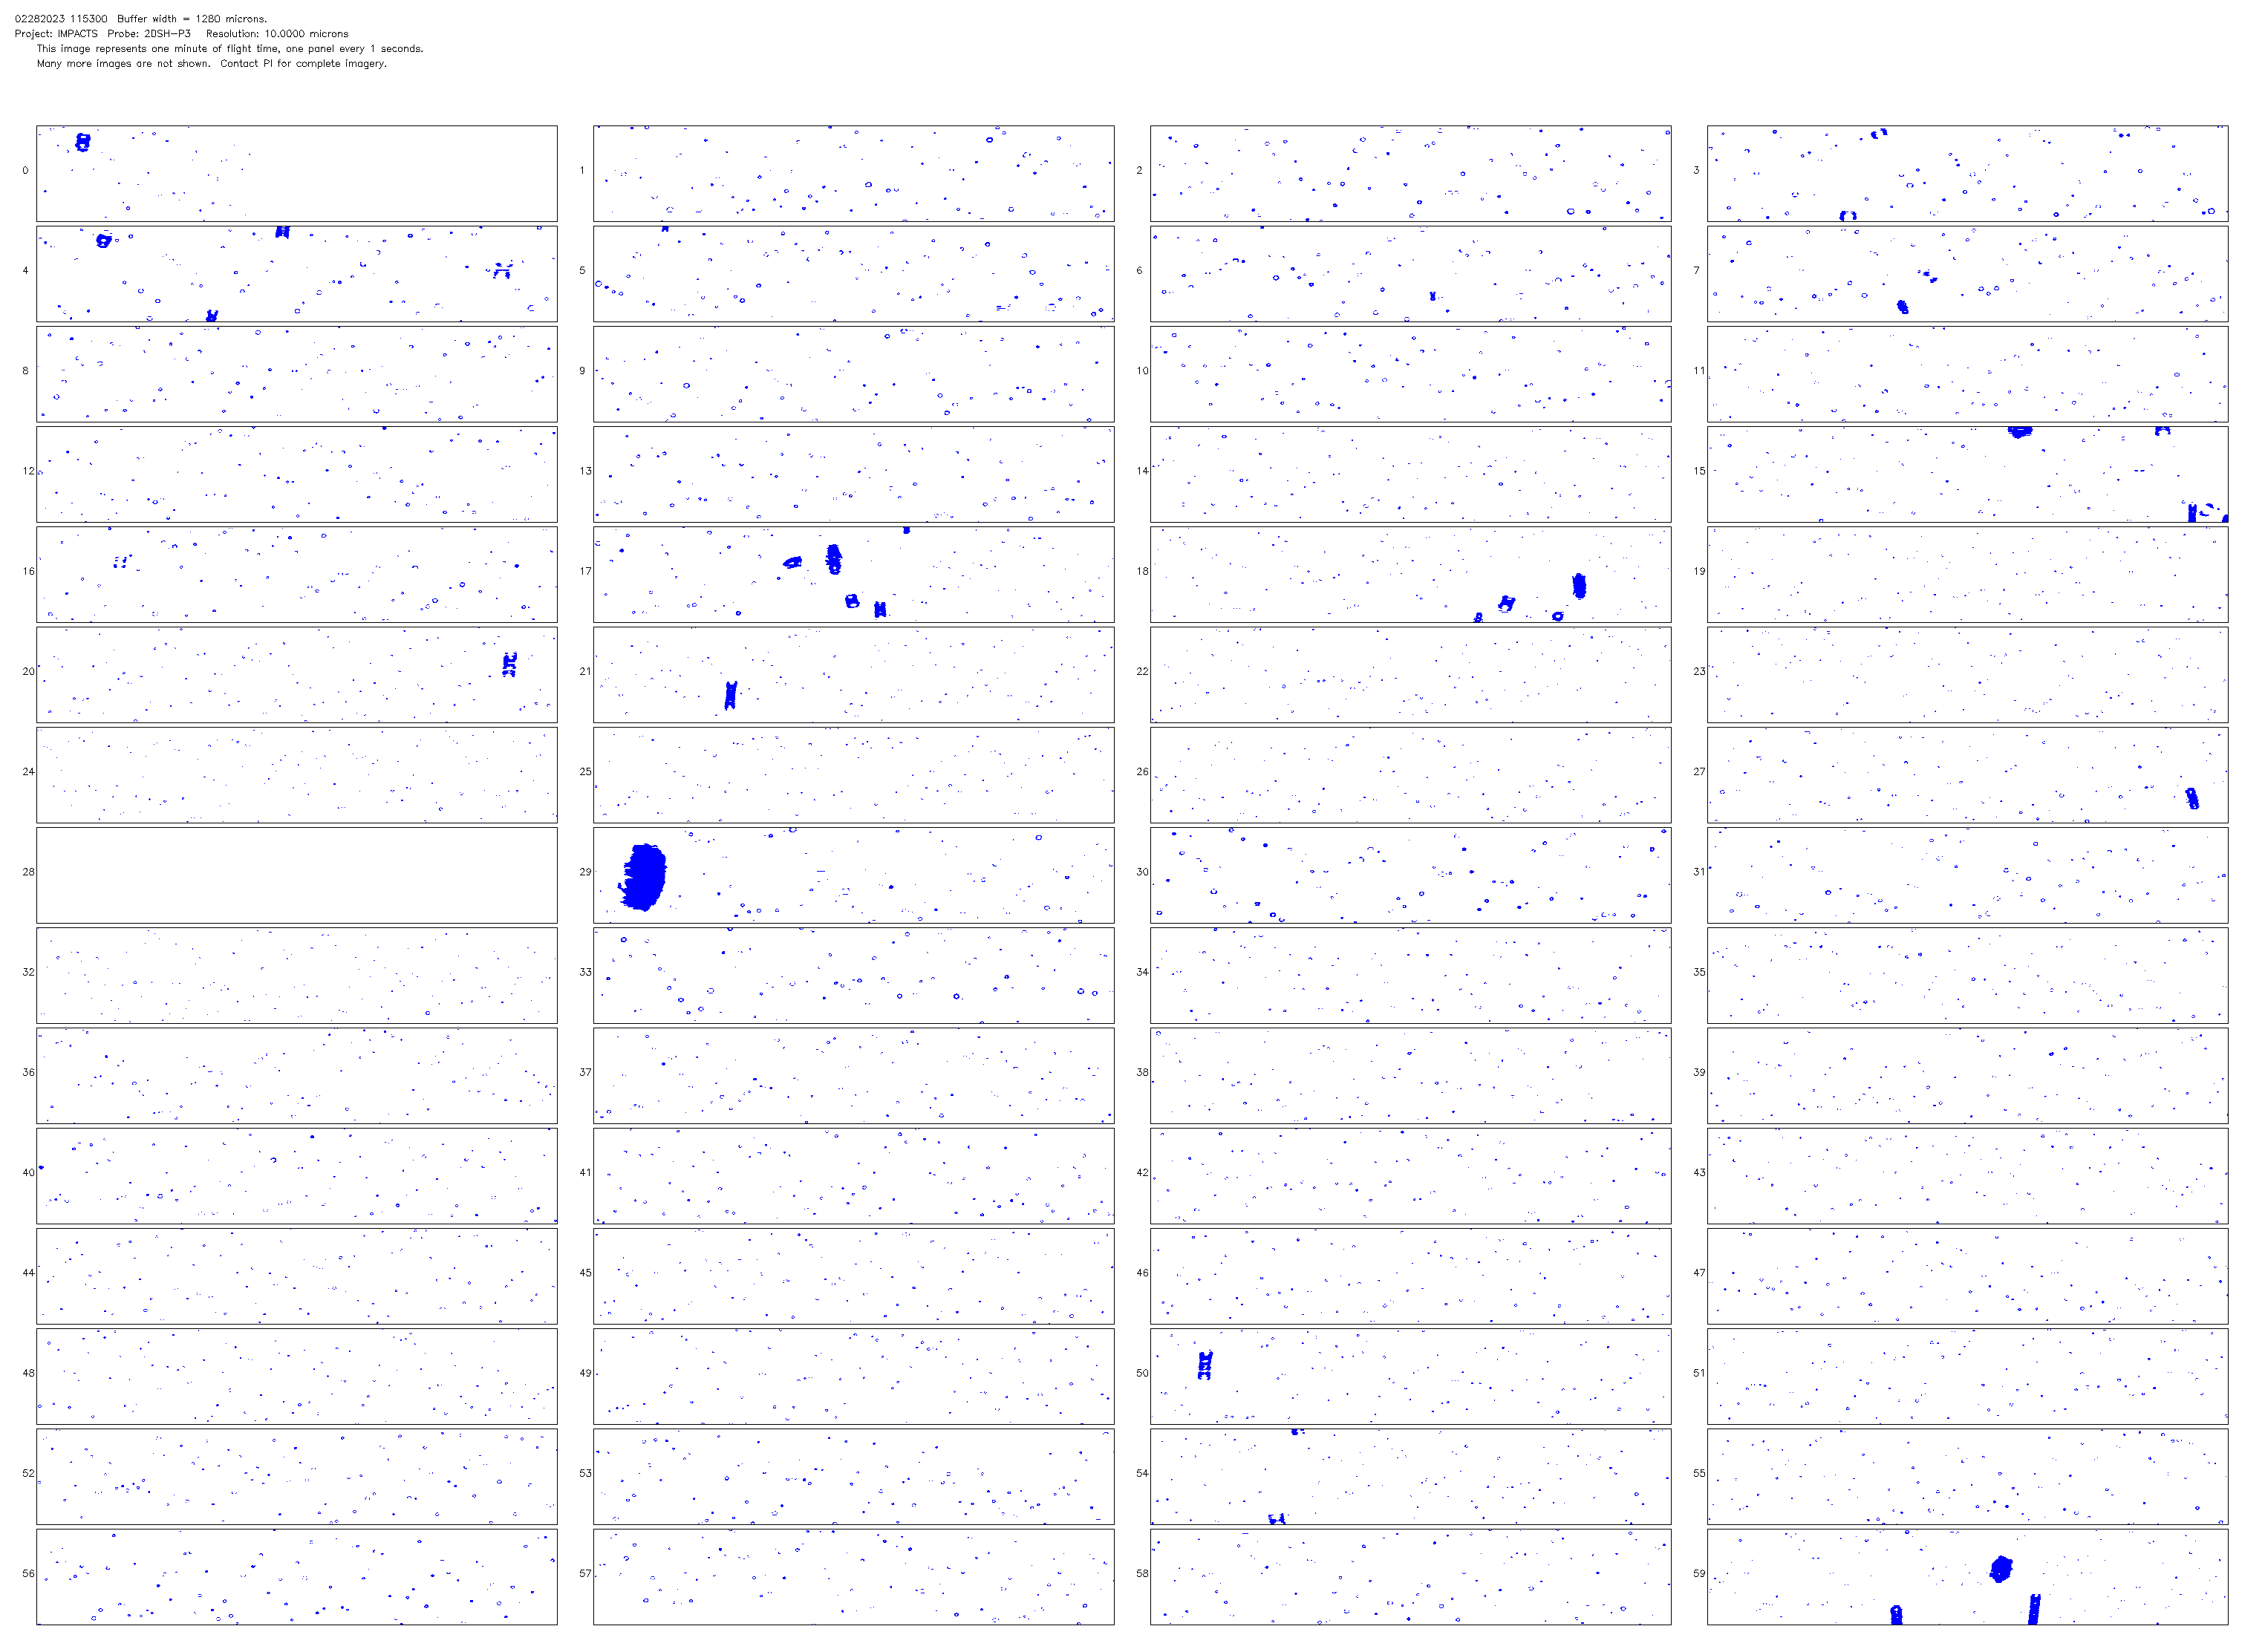 02282023 115300 Buffer width = 1280 microns.
Project: IMPACTS Probe: 2DSH-P3 Resolution: 10.0000 microns
This image represents one minute of flight time, one panel every 1 seconds.
Many more images are not shown. Contact PI for complete imagery.
0 1 2 3
4 5 6 7
8 9 10 11
12 13 14 15
16 17 18 19
20 21 22 23
24 25 26 27
28 29 30 31
32 33 34 35
36 37 38 39
40 41 42 43
44 45 46 47
48 49 50 51
52 53 54 55
56 57 58 59